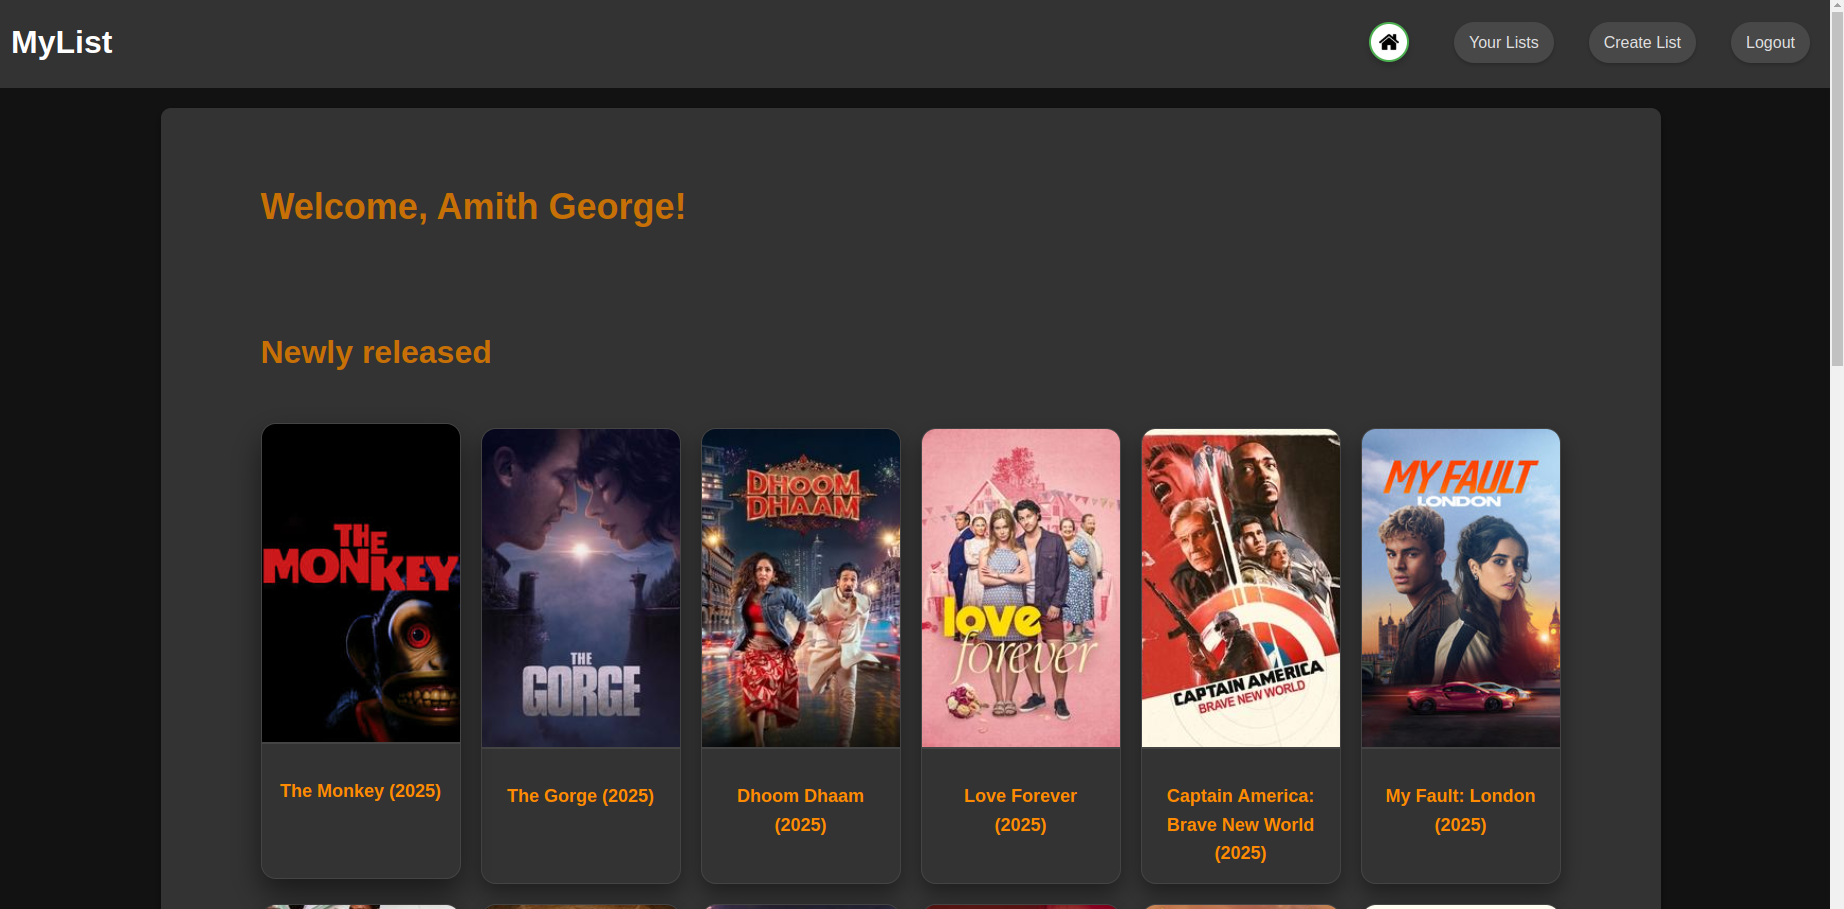 MyList
Your Lists
Create List
Logout
Welcome, Amith George!
Newly released
THE
MONKEY
THE
GORGE
DHOOM
DHAAM
love
forever
CAPTAIN AMERICA
BRAVE NEW WORLD
MY FAULT
LONDON
The Monkey (2025)
The Gorge (2025)
Dhoom Dhaam
(2025)
Love Forever
(2025)
Captain America:
Brave New World
(2025)
My Fault: London
(2025)